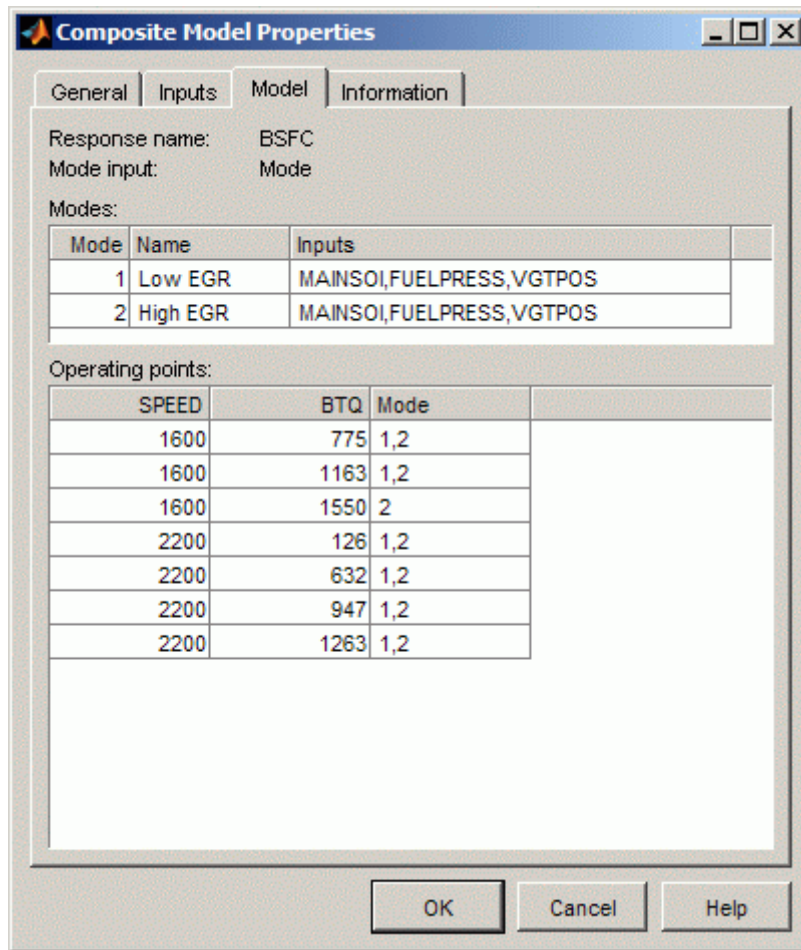 Composite Model Properties
General Inputs Model Information
Response name: BSFC
Mode input: Mode
Modes:
Mode Name Inputs
1 Low EGR MAINSOI,FUELPRESS,VGTPOS
2 High EGR MAINSOI,FUELPRESS,VGTPOS
Operating points:
SPEED BTQ Mode
1600 775 1,2
1600 1163 1,2
1600 1550 2
2200 126 1,2
2200 632 1,2
2200 947 1,2
2200 1263 1,2
OK Cancel Help